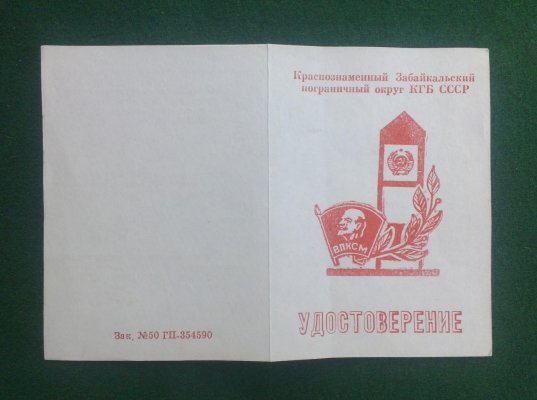 Краснознаменный Забайкальский
пограничный округ КГБ СССР
ВЛКСМ
УДОСТОВЕРЕНИЕ
Зак. №50 ГП-354590